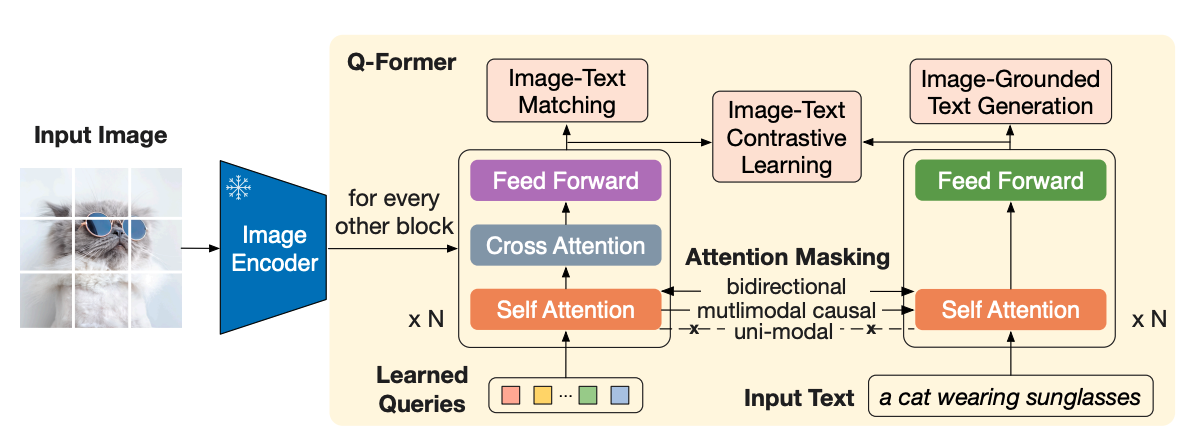 Q-Former
Image-Text
Matching
Image-Text
Contrastive
Learning
Image-Grounded
Text Generation
Input Image
Image
Encoder
for every
other block
Feed Forward
Cross Attention
Self Attention
x N
Attention Masking
bidirectional
mutlimodal causal
x uni-modal x
Feed Forward
Self Attention
x N
Learned
Queries
...
Input Text
a cat wearing sunglasses